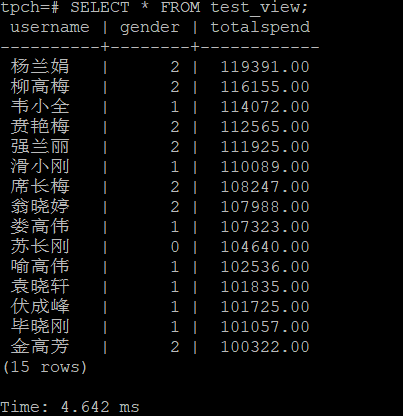 tpch=# SELECT * FROM test_view;
username | gender | totalspend
----------+--------+------------
杨兰娟 | 2 | 119391.00
柳高梅 | 2 | 116155.00
韦小全 | 1 | 114072.00
贲艳梅 | 2 | 112565.00
强兰丽 | 2 | 111925.00
滑小刚 | 1 | 110089.00
席长梅 | 2 | 108247.00
翁晓婷 | 2 | 107988.00
娄高伟 | 1 | 107323.00
苏长刚 | 0 | 104640.00
喻高伟 | 1 | 102536.00
袁晓轩 | 1 | 101835.00
伏成峰 | 1 | 101725.00
毕晓刚 | 1 | 101057.00
金高芳 | 2 | 100322.00
(15 rows)
Time: 4.642 ms